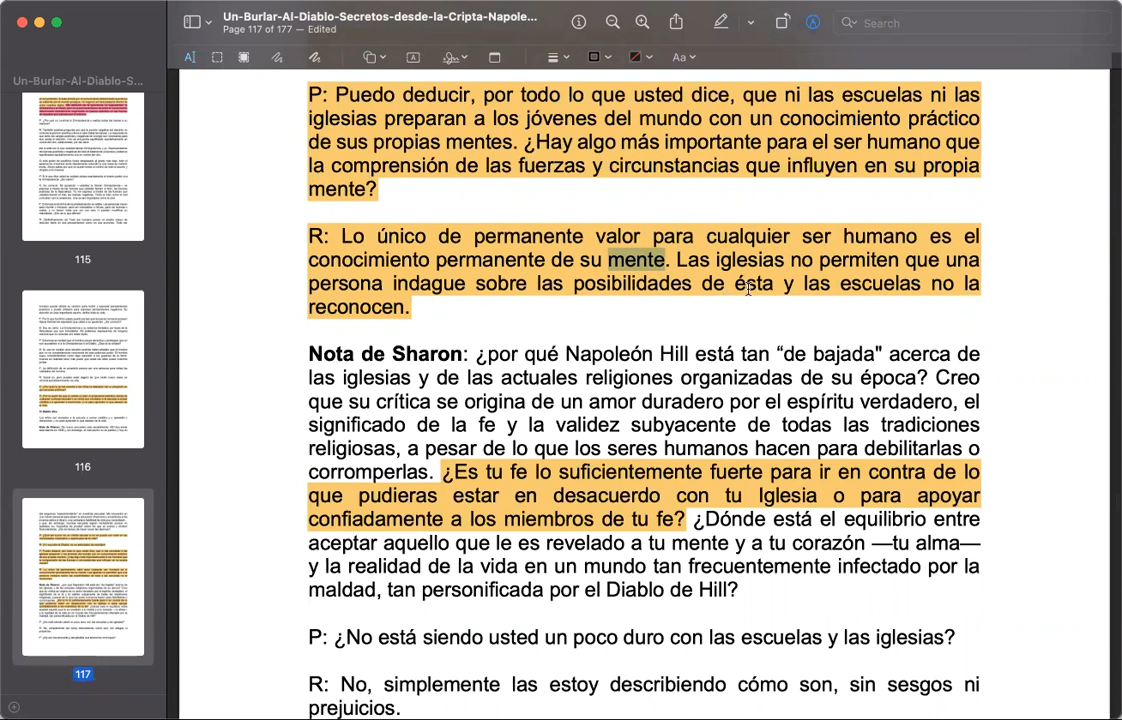 Un-Burlar-Al-Diablo-Secretos-desde-la-Cripta-Napole...
Page 117 of 177 — Edited
Search
Aa
Un-Burlar-Al-Diablo-S...
115
116
117
P: Puedo deducir, por todo lo que usted dice, que ni las escuelas ni las
iglesias preparan a los jóvenes del mundo con un conocimiento práctico
de sus propias mentes. ¿Hay algo más importante para el ser humano que
la comprensión de las fuerzas y circunstancias que influyen en su propia
mente?
R: Lo único de permanente valor para cualquier ser humano es el
conocimiento permanente de su mente. Las iglesias no permiten que una
persona indague sobre las posibilidades de ésta y las escuelas no la
reconocen.
Nota de Sharon: ¿por qué Napoleón Hill está tan “de bajada" acerca de
las iglesias y de las actuales religiones organizadas de su época? Creo
que su crítica se origina de un amor duradero por el espíritu verdadero, el
significado de la fe y la validez subyacente de todas las tradiciones
religiosas, a pesar de lo que los seres humanos hacen para debilitarlas o
corromperlas. ¿Es tu fe lo suficientemente fuerte para ir en contra de lo
que pudieras estar en desacuerdo con tu Iglesia o para apoyar
confiadamente a los miembros de tu fe? ¿Dónde está el equilibrio entre
aceptar aquello que le es revelado a tu mente y a tu corazón —tu alma—
y la realidad de la vida en un mundo tan frecuentemente infectado por la
maldad, tan personificada por el Diablo de Hill?
P: ¿No está siendo usted un poco duro con las escuelas y las iglesias?
R: No, simplemente las estoy describiendo cómo son, sin sesgos ni
prejuicios.